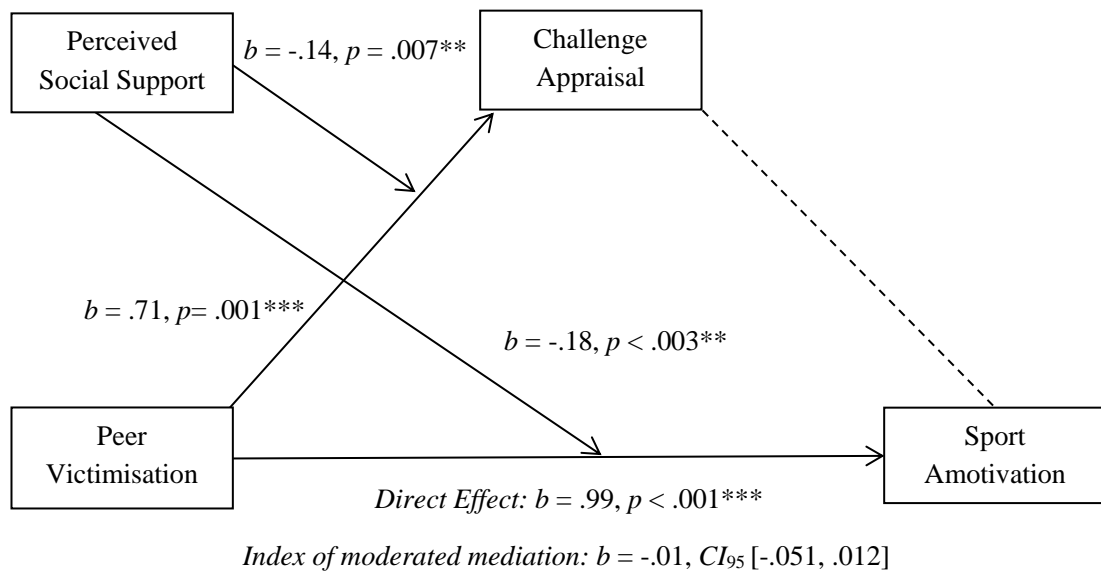 Perceived
Social Support
b = -.14, p = .007**
Challenge
Appraisal
b = .71, p= .001***
b = -.18, p < .003**
Peer
Victimisation
Sport
Amotivation
Direct Effect: b = .99, p < .001***
Index of moderated mediation: b = -.01, CI95 [-.051, .012]